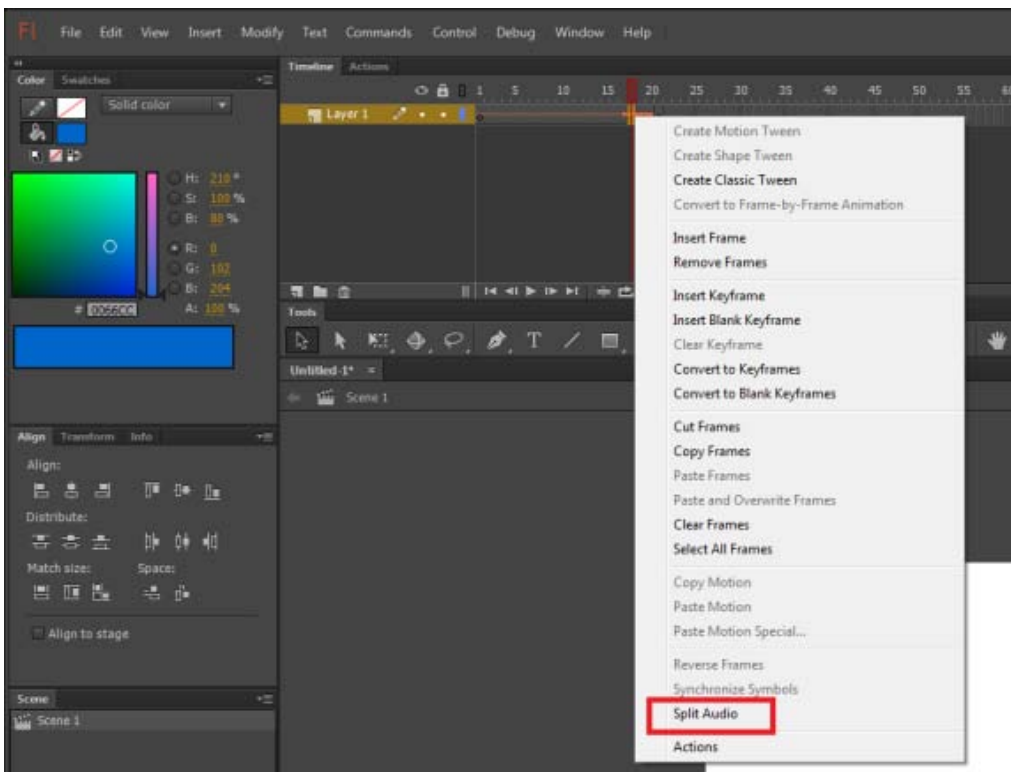 Fl File Edit View Insert Modify Text Commands Control Debug Window Help
Color Swatches
Solid color
H: 210 °
S: 100 %
B: 80 %
R: 0
G: 102
B: 204
# 0066CC A: 100 %
Align Transform Info
Align:
Distribute:
Match size: Space:
Align to stage
Scene
Scene 1
Timeline Actions
1 5 10 15 20 25 30 35 40 45 50 55
Layer 1
Tools
T
Untitled-1*
Scene 1
Create Motion Tween
Create Shape Tween
Create Classic Tween
Convert to Frame-by-Frame Animation
Insert Frame
Remove Frames
Insert Keyframe
Insert Blank Keyframe
Clear Keyframe
Convert to Keyframes
Convert to Blank Keyframes
Cut Frames
Copy Frames
Paste Frames
Paste and Overwrite Frames
Clear Frames
Select All Frames
Copy Motion
Paste Motion
Paste Motion Special...
Reverse Frames
Synchronize Symbols
Split Audio
Actions